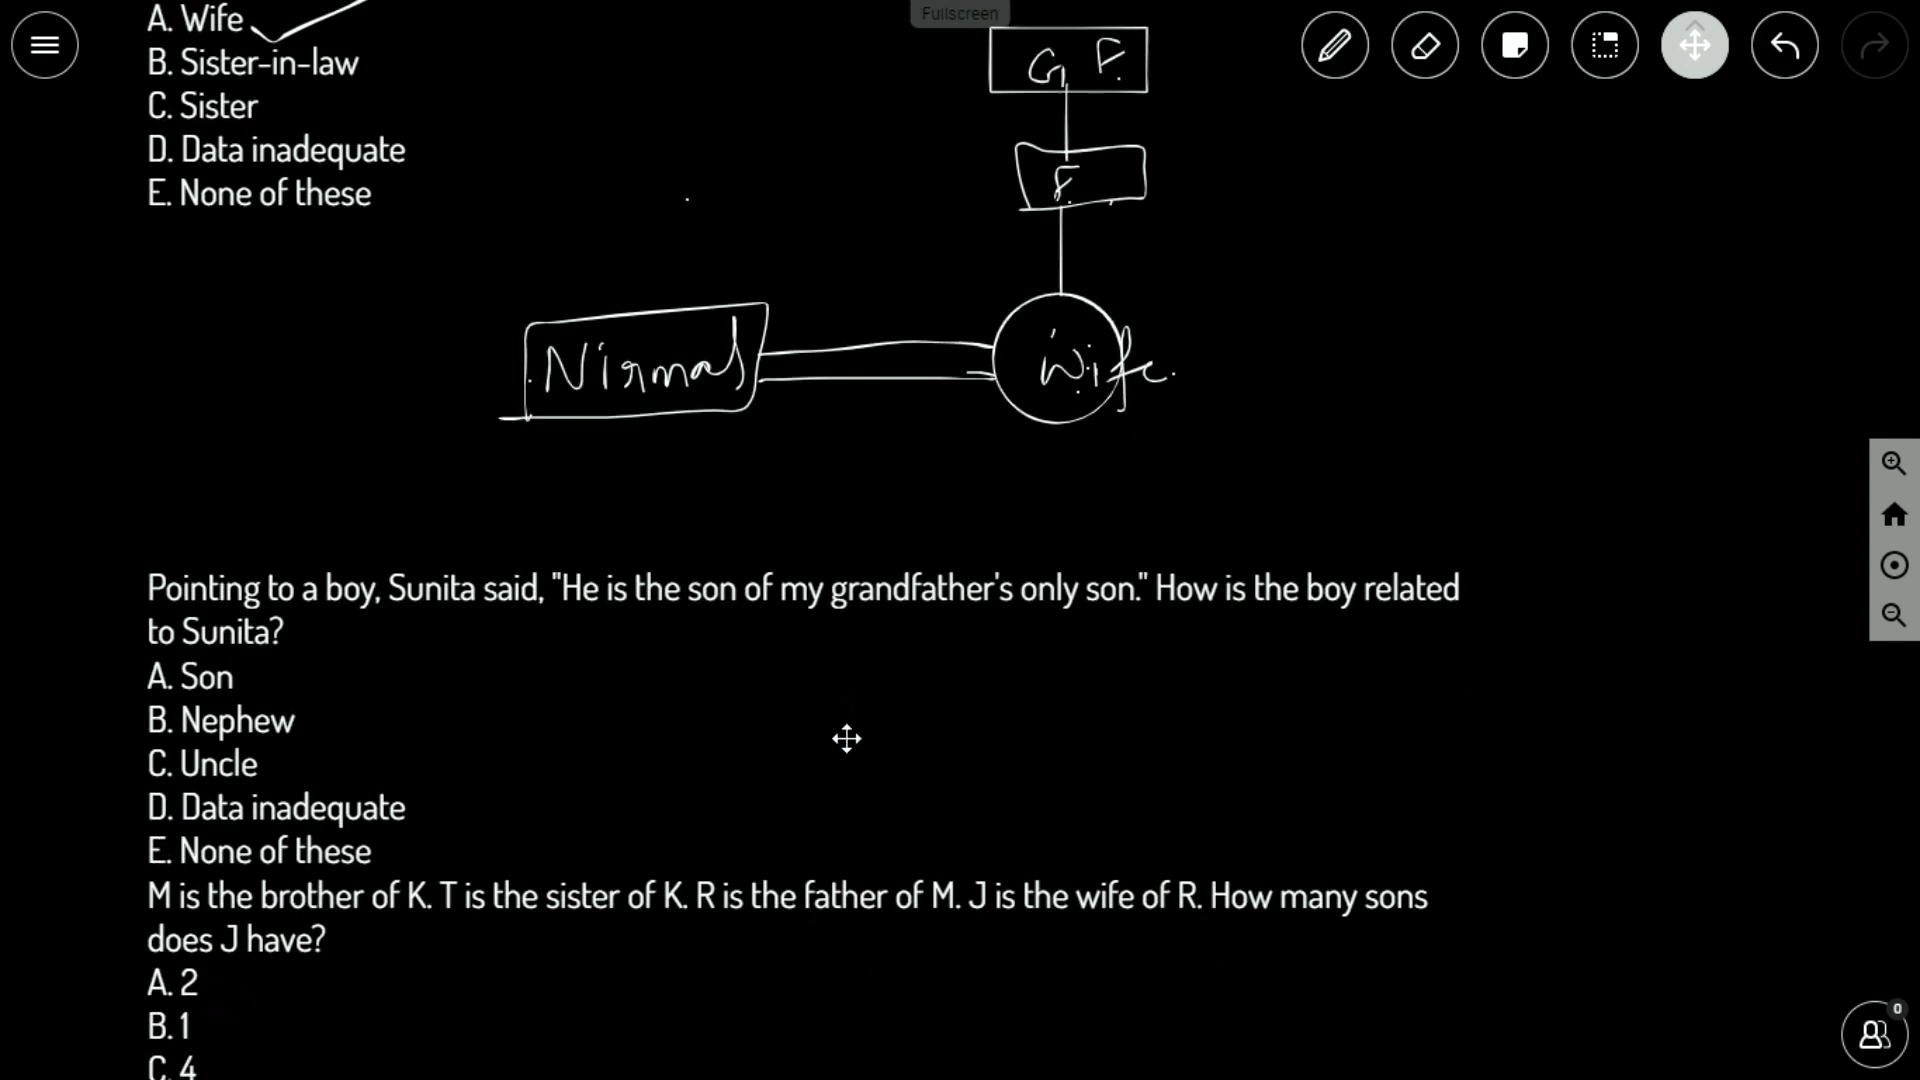 Fullscreen
A. Wife
B. Sister-in-law
C. Sister
D. Data inadequate
E. None of these
G F.
F.
Nirmal
Wife.
Pointing to a boy, Sunita said, "He is the son of my grandfather's only son." How is the boy related
to Sunita?
A. Son
B. Nephew
C. Uncle
D. Data inadequate
E. None of these
M is the brother of K. T is the sister of K. R is the father of M. J is the wife of R. How many sons
does J have?
A. 2
B. 1
C. 4
0